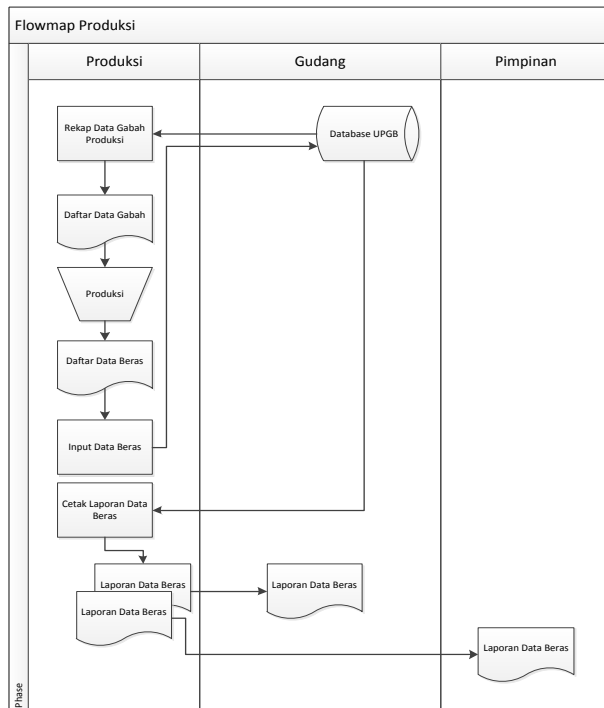 Flowmap Produksi
Produksi
Gudang
Pimpinan
Rekap Data Gabah
Produksi
Database UPGB
Daftar Data Gabah
Produksi
Daftar Data Beras
Input Data Beras
Cetak Laporan Data
Beras
Laporan Data Beras
Laporan Data Beras
Laporan Data Beras
Laporan Data Beras
Phase